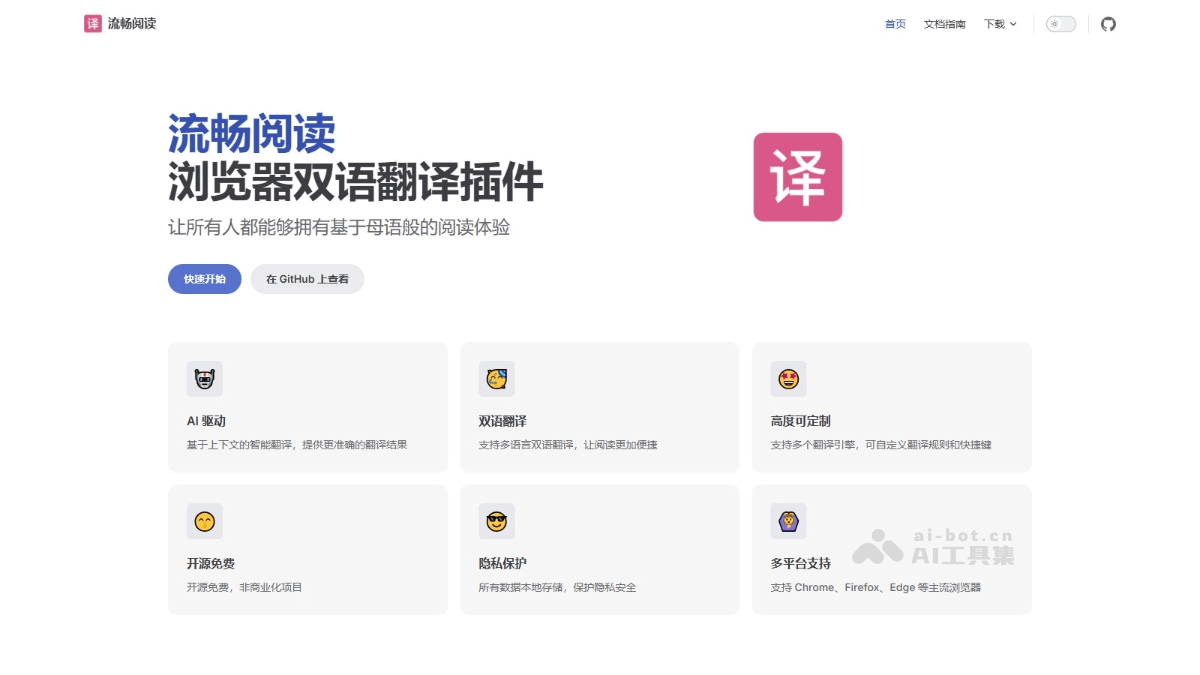 译 流畅阅读
首页 文档指南 下载
流畅阅读
浏览器双语翻译插件
让所有人都能够拥有基于母语般的阅读体验
译
快速开始 在 GitHub 上查看
AI 驱动
基于上下文的智能翻译，提供更准确的翻译结果
双语翻译
支持多语言双语翻译，让阅读更加便捷
高度可定制
支持多个翻译引擎，可自定义翻译规则和快捷键
开源免费
开源免费，非商业化项目
隐私保护
所有数据本地存储，保护隐私安全
多平台支持
支持 Chrome、Firefox、Edge 等主流浏览器
ai-bot.cn
AI工具集